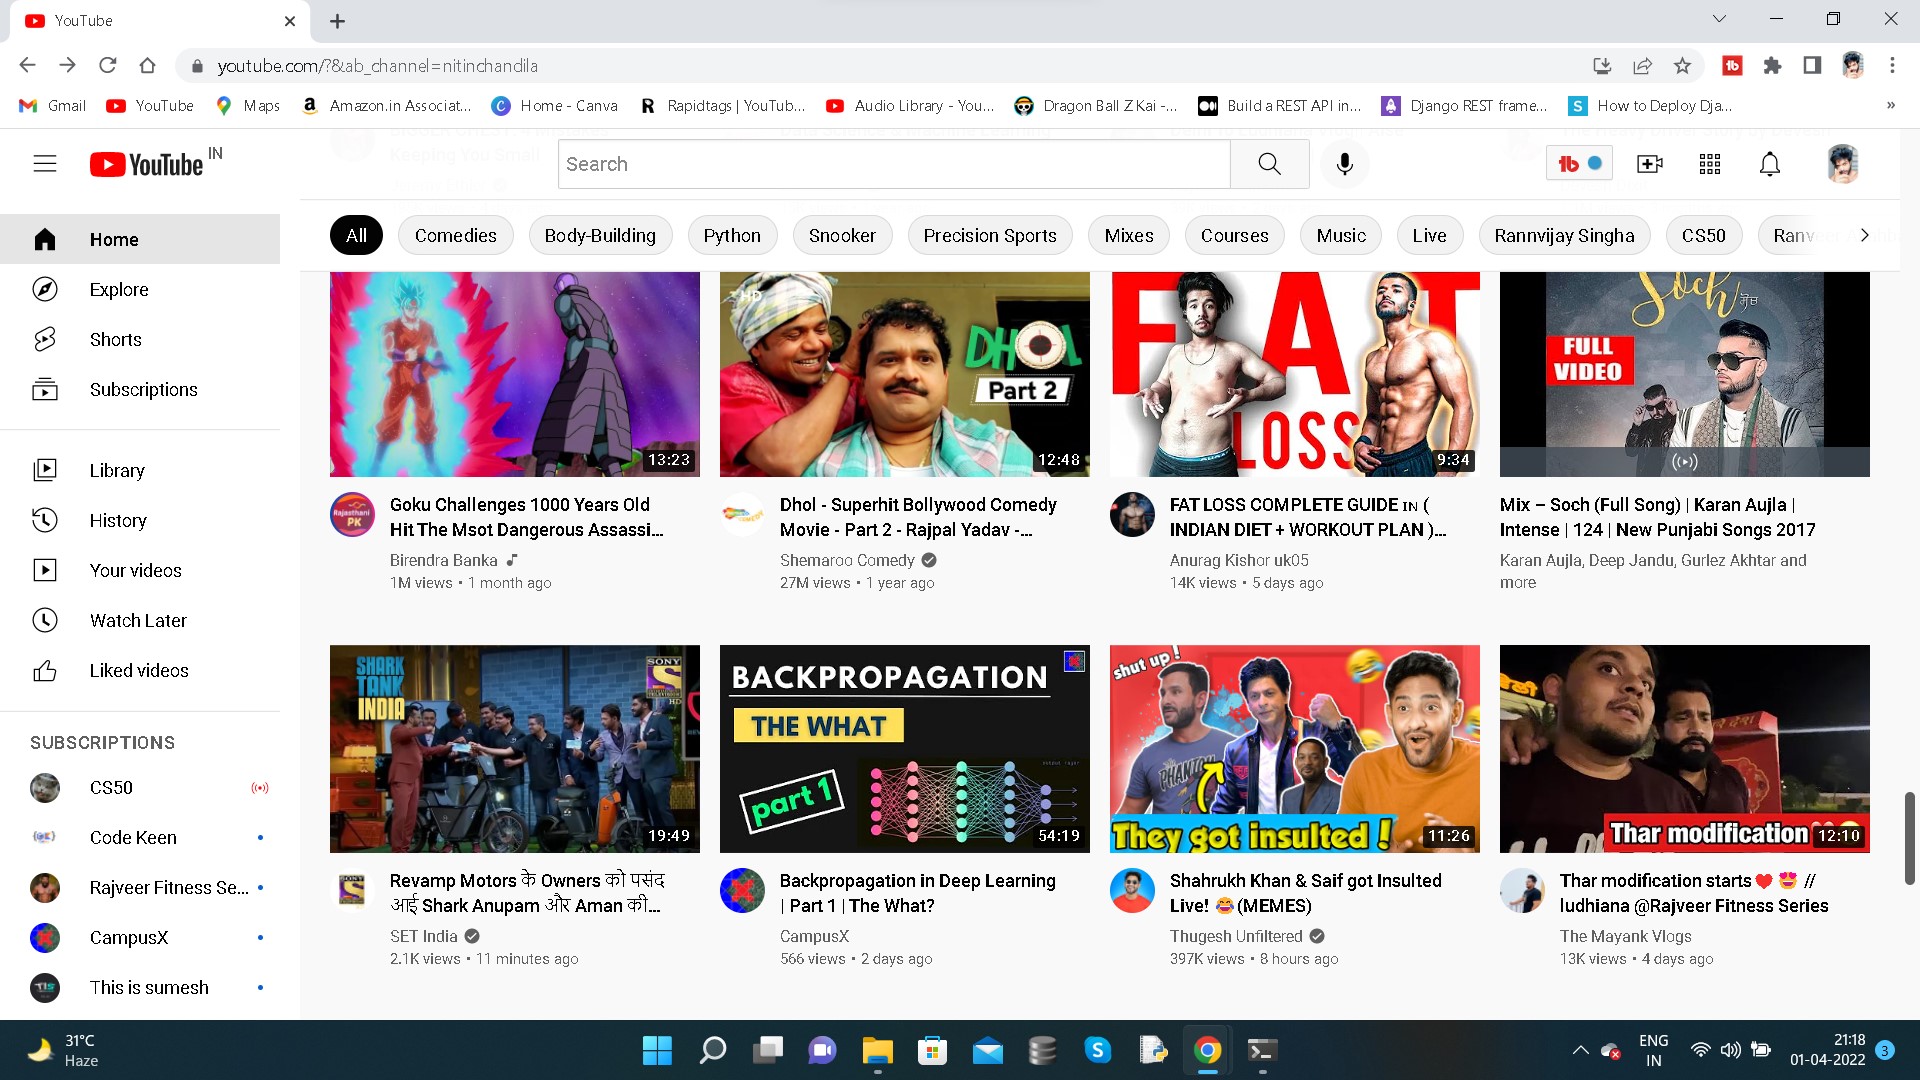 YouTube
youtube.com/?&ab_channel=nitinchandila
Gmail
YouTube
Maps
Amazon.in Associat...
Home - Canva
Rapidtags | YouTub...
Audio Library - You...
Dragon Ball Z Kai -...
Build a REST API in...
Django REST frame...
How to Deploy Dja...
»
YouTube IN
Search
Keeping You Small
All
Comedies
Body-Building
Python
Snooker
Precision Sports
Mixes
Courses
Music
Live
Rannvijay Singha
CS50
Home
Explore
Shorts
Subscriptions
Library
History
Your videos
Watch Later
Liked videos
SUBSCRIPTIONS
CS50
Code Keen
Rajveer Fitness Se...
CampusX
This is sumesh
13:23
Rajasthani
PK
Goku Challenges 1000 Years Old
Hit The Msot Dangerous Assassi...
Birendra Banka
1M views • 1 month ago
HD
DHOL
Part 2
12:48
Dhol - Superhit Bollywood Comedy
Movie - Part 2 - Rajpal Yadav -...
Shemaroo Comedy
27M views • 1 year ago
FAT
LOSS
9:34
FAT LOSS COMPLETE GUIDE ɪɴ (
INDIAN DIET + WORKOUT PLAN )...
Anurag Kishor uk05
14K views • 5 days ago
Soch
ਸੋਚ
FULL
VIDEO
Mix – Soch (Full Song) | Karan Aujla |
Intense | 124 | New Punjabi Songs 2017
Karan Aujla, Deep Jandu, Gurlez Akhtar and
more
SHARK
TANK
INDIA
SONY
HD
19:49
Revamp Motors के Owners को पसंद
आई Shark Anupam और Aman की...
SET India
2.1K views • 11 minutes ago
BACKPROPAGATION
THE WHAT
part 1
54:19
Backpropagation in Deep Learning
| Part 1 | The What?
CampusX
566 views • 2 days ago
shut up !
PHANTOM
They got insulted !
11:26
Shahrukh Khan & Saif got Insulted
Live! 😂(MEMES)
Thugesh Unfiltered
397K views • 8 hours ago
Thar modification
12:10
Thar modification starts❤️ 😍 //
ludhiana @Rajveer Fitness Series
The Mayank Vlogs
13K views • 4 days ago
31°C
Haze
ENG
IN
21:18
01-04-2022
3